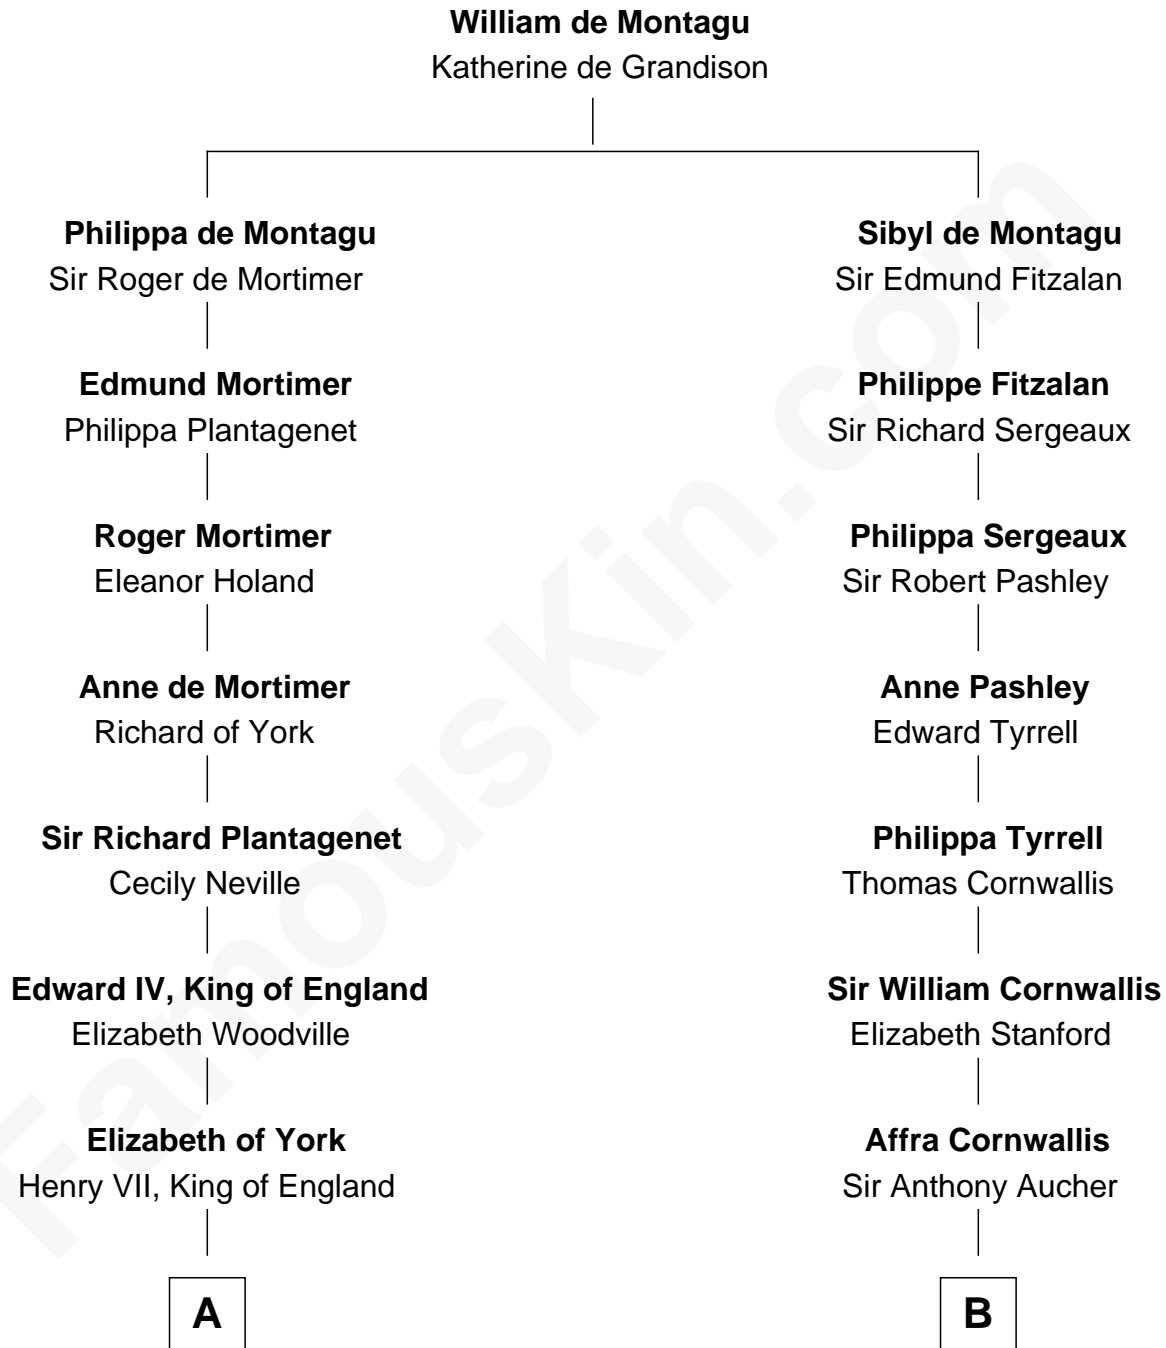 William de Montagu
Katherine de Grandison
Philippa de Montagu
Sir Roger de Mortimer
Sibyl de Montagu
Sir Edmund Fitzalan
Edmund Mortimer
Philippa Plantagenet
Philippe Fitzalan
Sir Richard Sergeaux
Roger Mortimer
Eleanor Holand
Philippa Sergeaux
Sir Robert Pashley
Anne de Mortimer
Richard of York
Anne Pashley
Edward Tyrrell
Sir Richard Plantagenet
Cecily Neville
Philippa Tyrrell
Thomas Cornwallis
Edward IV, King of England
Elizabeth Woodville
Sir William Cornwallis
Elizabeth Stanford
Elizabeth of York
Henry VII, King of England
Affra Cornwallis
Sir Anthony Aucher
A
B
FamousKin.com